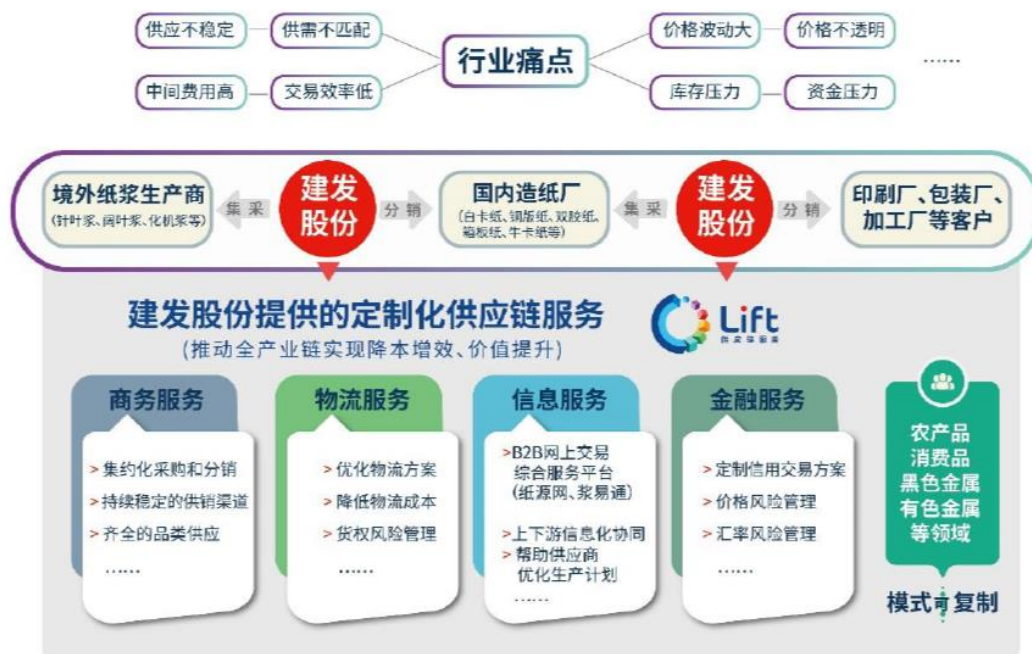 供应不稳定
供需不匹配
行业痛点
价格波动大
价格不透明
中间费用高
交易效率低
库存压力
资金压力
……
境外纸浆生产商
(针叶浆、阔叶浆、化机浆等)
集采
建发
股份
分销
国内造纸厂
(白卡纸、铜版纸、双胶纸、
箱板纸、牛卡纸等)
集采
建发
股份
分销
印刷厂、包装厂、
加工厂等客户
建发股份提供的定制化供应链服务
(推动全产业链实现降本增效、价值提升)
Lift
供应链服务
商务服务
>集约化采购和分销
>持续稳定的供销渠道
>齐全的品类供应
……
物流服务
>优化物流方案
>降低物流成本
>货权风险管理
……
信息服务
>B2B网上交易
综合服务平台
(纸源网、浆易通)
>上下游信息化协同
>帮助供应商
优化生产计划
……
金融服务
>定制信用交易方案
>价格风险管理
>汇率风险管理
……
农产品
消费品
黑色金属
有色金属
等领域
模式可复制